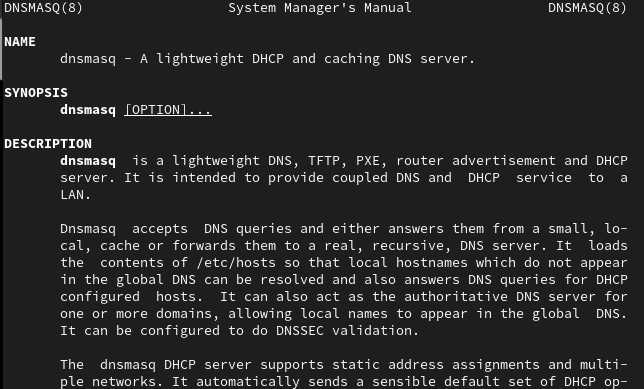 DNSMASQ(8) System Manager's Manual DNSMASQ(8)
NAME
dnsmasq - A lightweight DHCP and caching DNS server.
SYNOPSIS
dnsmasq [OPTION]...
DESCRIPTION
dnsmasq is a lightweight DNS, TFTP, PXE, router advertisement and DHCP
server. It is intended to provide coupled DNS and DHCP service to a
LAN.
Dnsmasq accepts DNS queries and either answers them from a small, lo-
cal, cache or forwards them to a real, recursive, DNS server. It loads
the contents of /etc/hosts so that local hostnames which do not appear
in the global DNS can be resolved and also answers DNS queries for DHCP
configured hosts. It can also act as the authoritative DNS server for
one or more domains, allowing local names to appear in the global DNS.
It can be configured to do DNSSEC validation.
The dnsmasq DHCP server supports static address assignments and multi-
ple networks. It automatically sends a sensible default set of DHCP op-